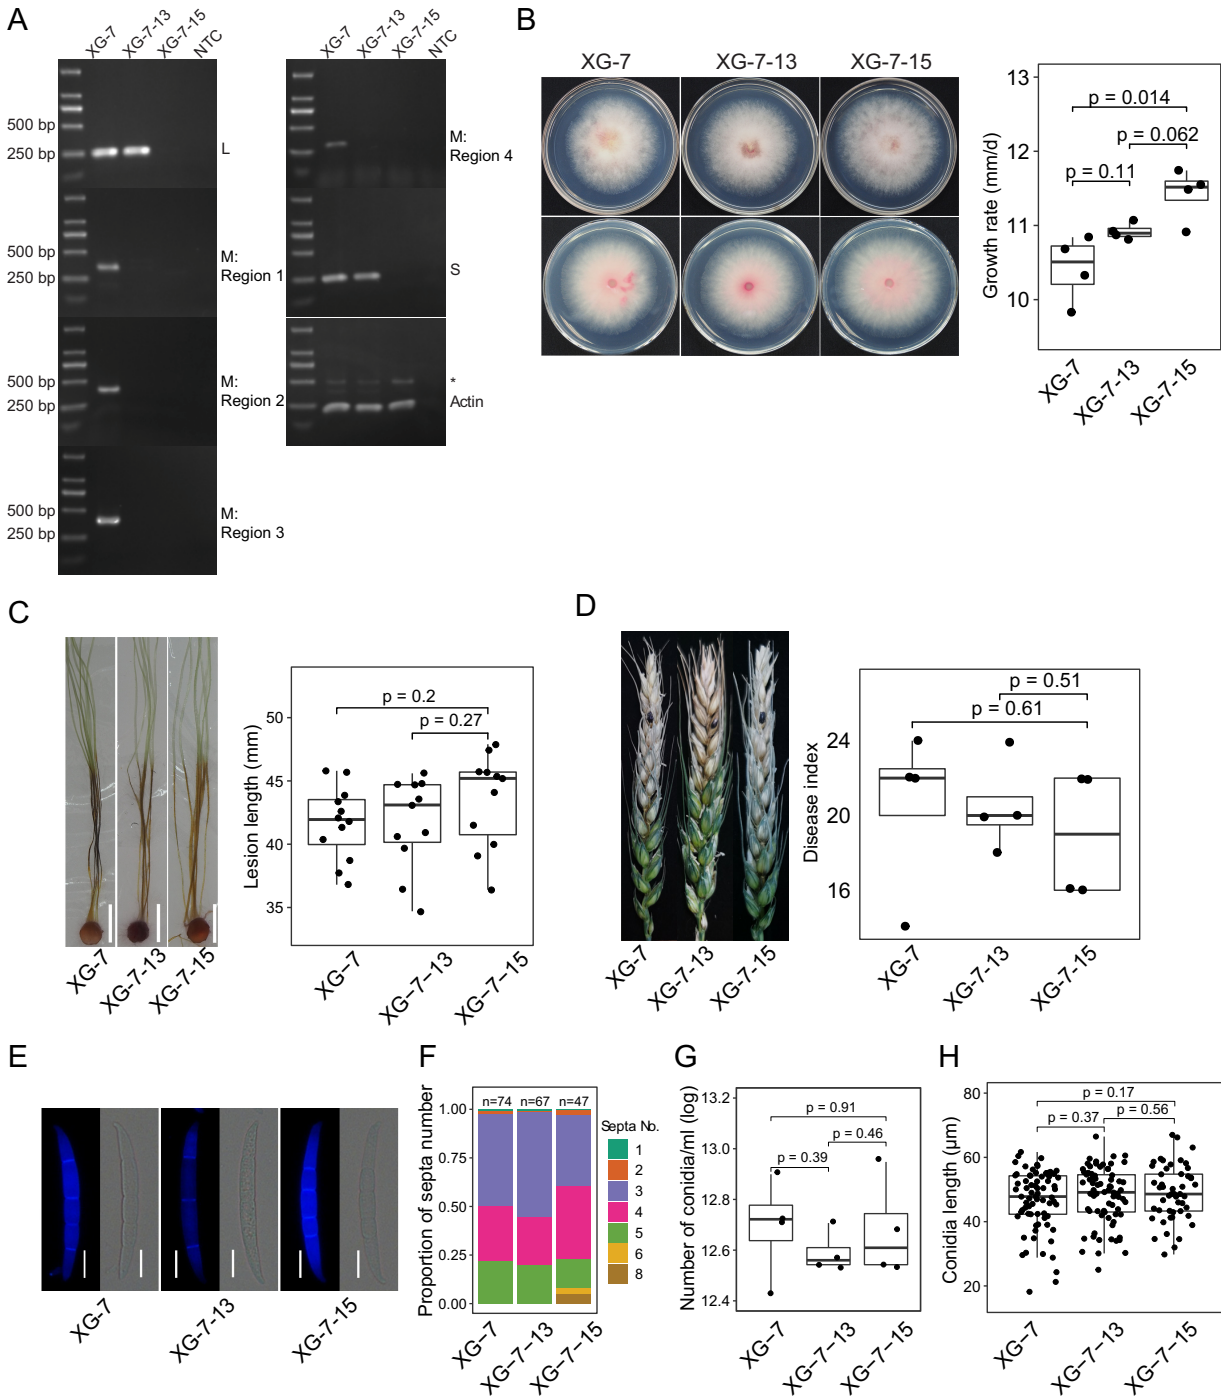 A
XG-7
XG-7-13
XG-7-15
NTC
500 bp
250 bp
L
500 bp
250 bp
M:
Region 1
500 bp
250 bp
M:
Region 2
500 bp
250 bp
M:
Region 3
XG-7
XG-7-13
XG-7-15
NTC
M:
Region 4
S
*
Actin
B
XG-7
XG-7-13
XG-7-15
Growth rate (mm/d)
13
12
11
10
p = 0.014
p = 0.062
p = 0.11
XG-7
XG-7-13
XG-7-15
C
XG-7
XG-7-13
XG-7-15
Lesion length (mm)
50
45
40
35
p = 0.2
p = 0.27
XG−7
XG−7−13
XG−7−15
D
XG-7
XG-7-13
XG-7-15
Disease index
24
20
16
p = 0.51
p = 0.61
XG-7
XG-7-13
XG-7-15
E
XG-7
XG-7-13
XG-7-15
F
Proportion of septa number
1.00
0.75
0.50
0.25
0.00
n=74
n=67
n=47
XG−7
XG−7−13
XG−7−15
Septa No.
1
2
3
4
5
6
8
G
Number of conidia/ml (log)
13.2
13.0
12.8
12.6
12.4
p = 0.91
p = 0.46
p = 0.39
XG−7
XG−7−13
XG−7−15
H
Conidia length (μm)
80
60
40
20
p = 0.17
p = 0.37
p = 0.56
XG−7
XG−7−13
XG−7−15